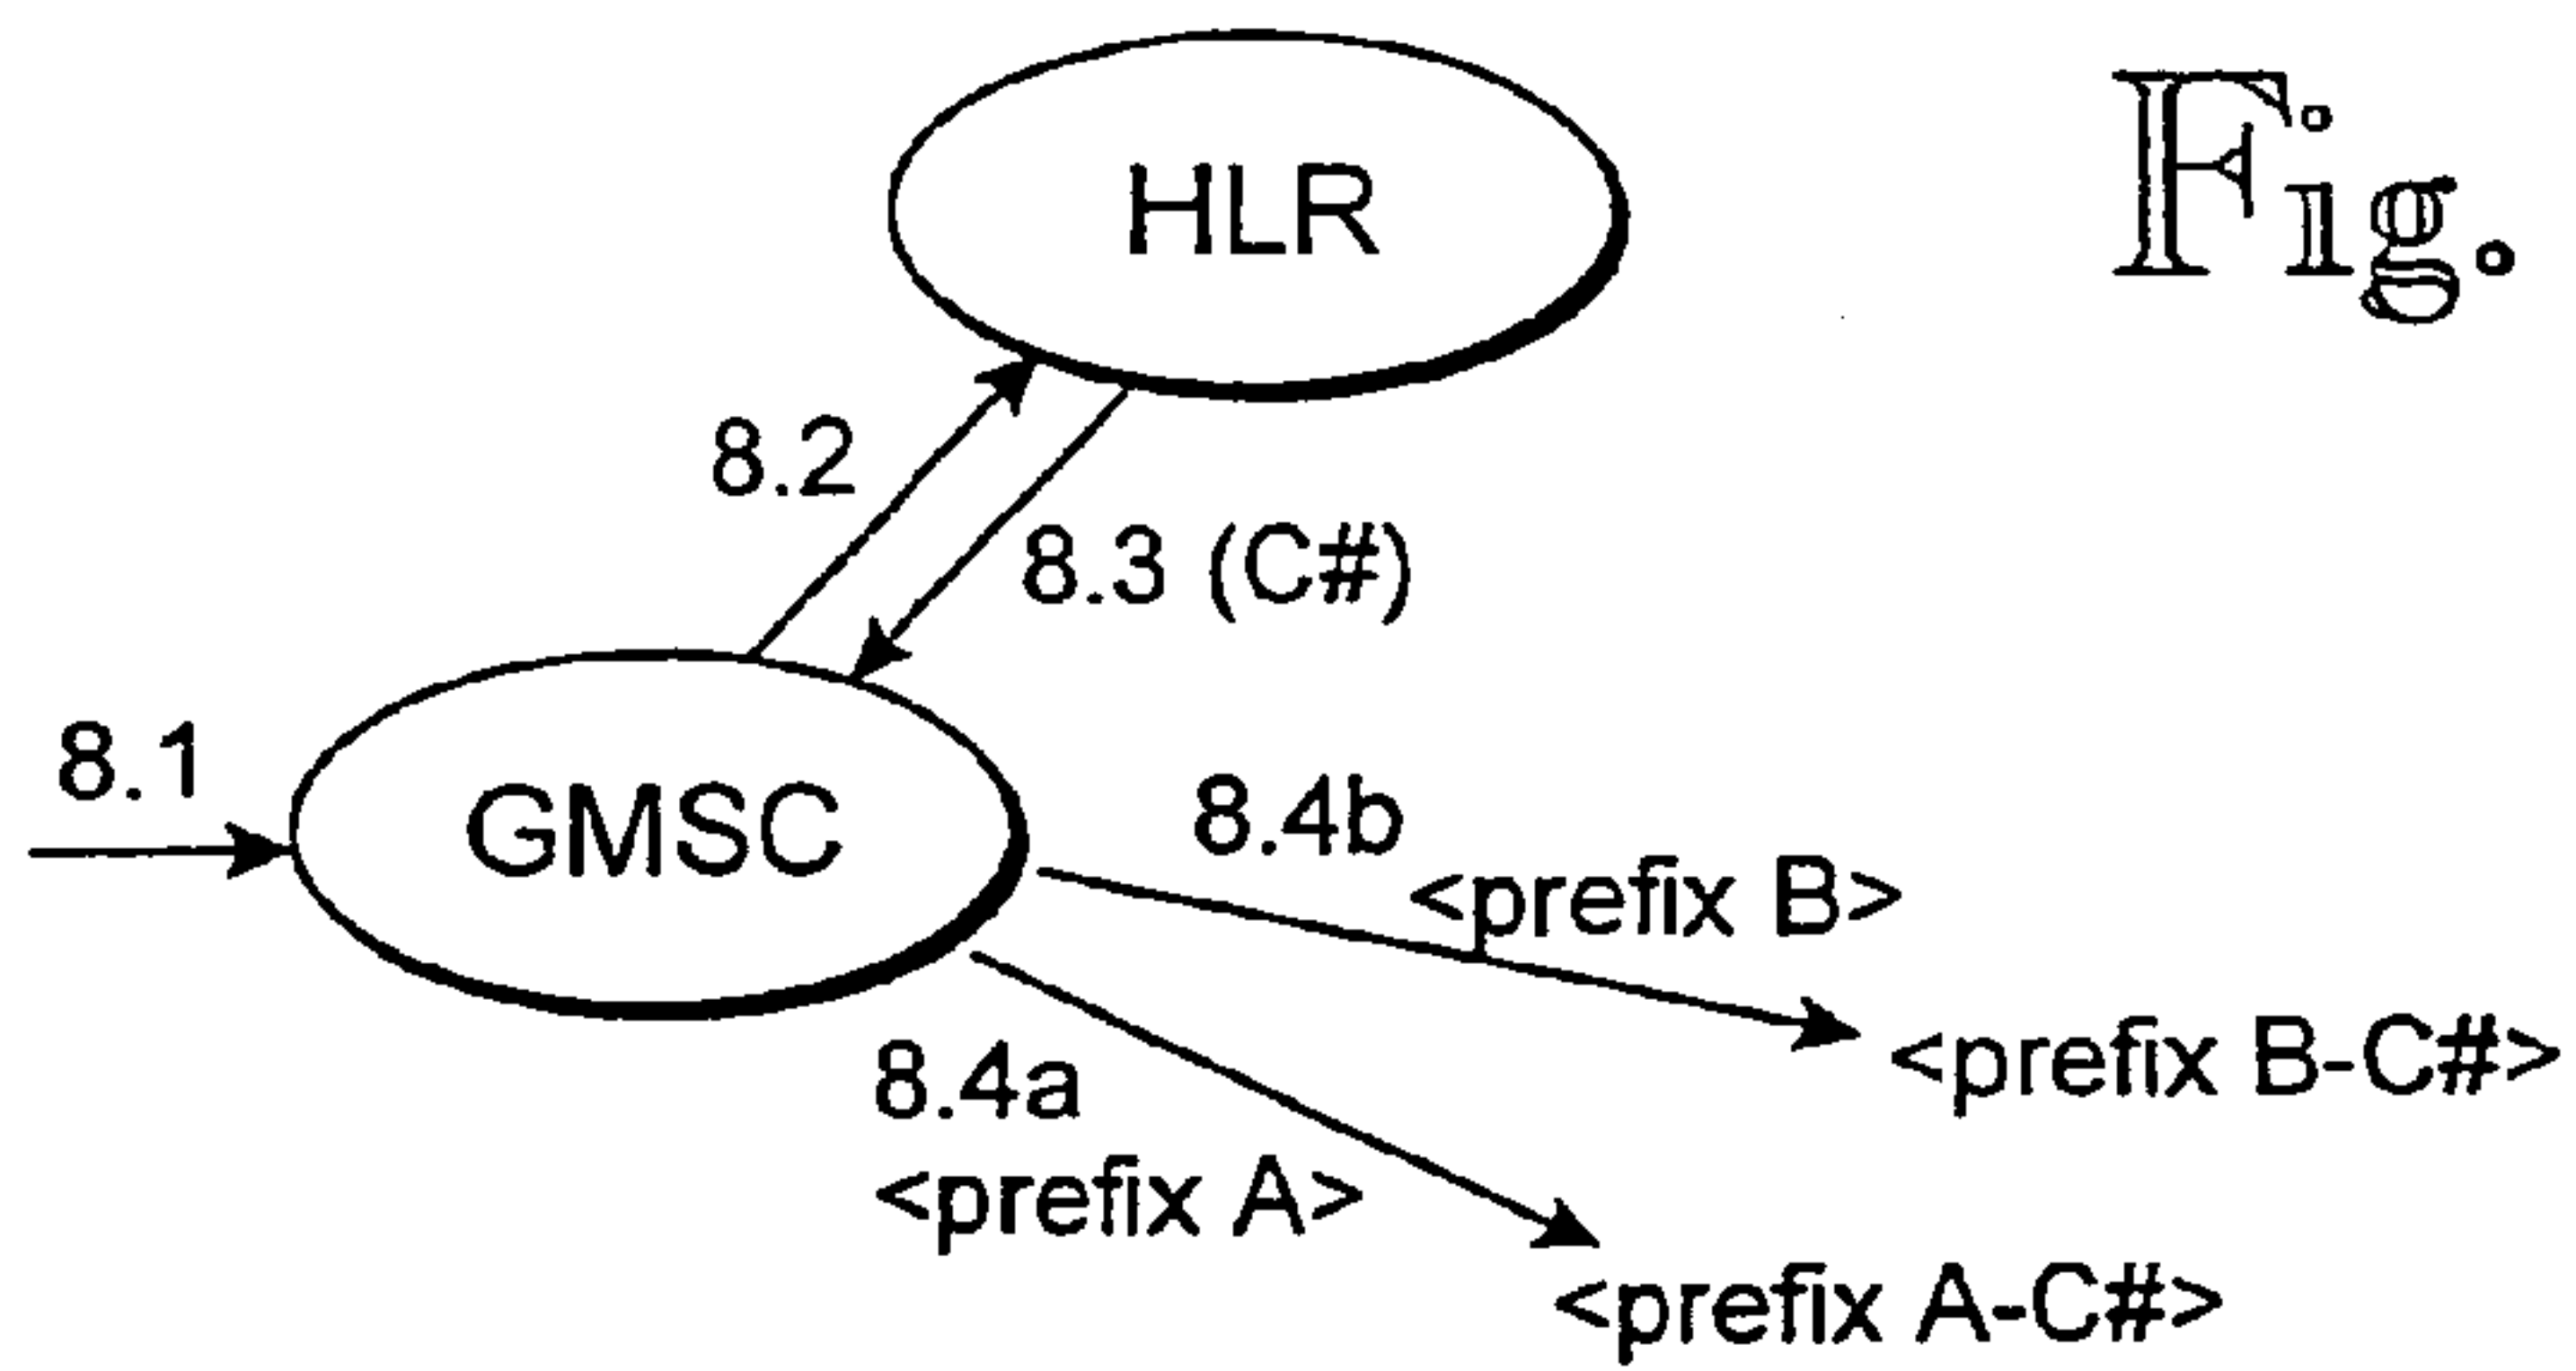 HLR
Fig.
8.2
8.3 (C#)
8.1
GMSC
8.4b
<prefix B>
<prefix B-C#>
8.4a
<prefix A>
<prefix A-C#>